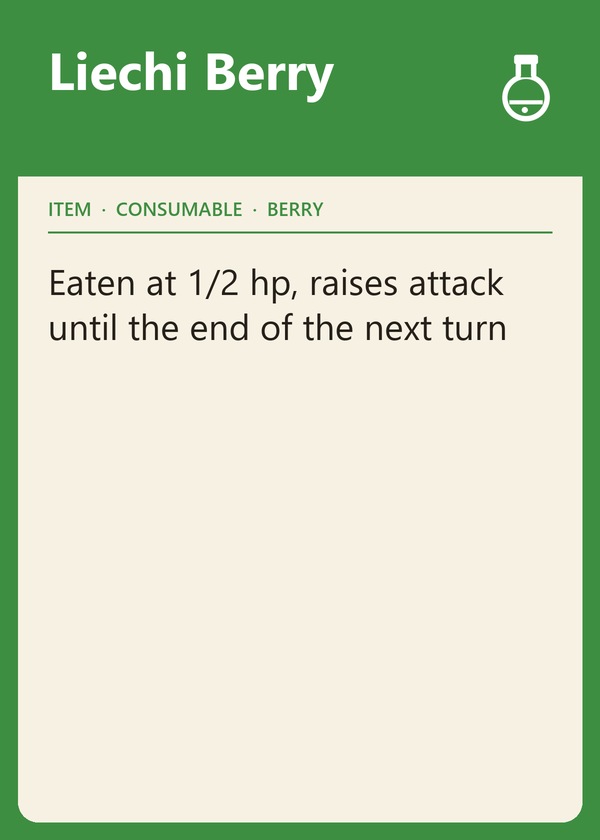 Liechi Berry
ITEM · CONSUMABLE · BERRY
Eaten at 1/2 hp, raises attack
until the end of the next turn